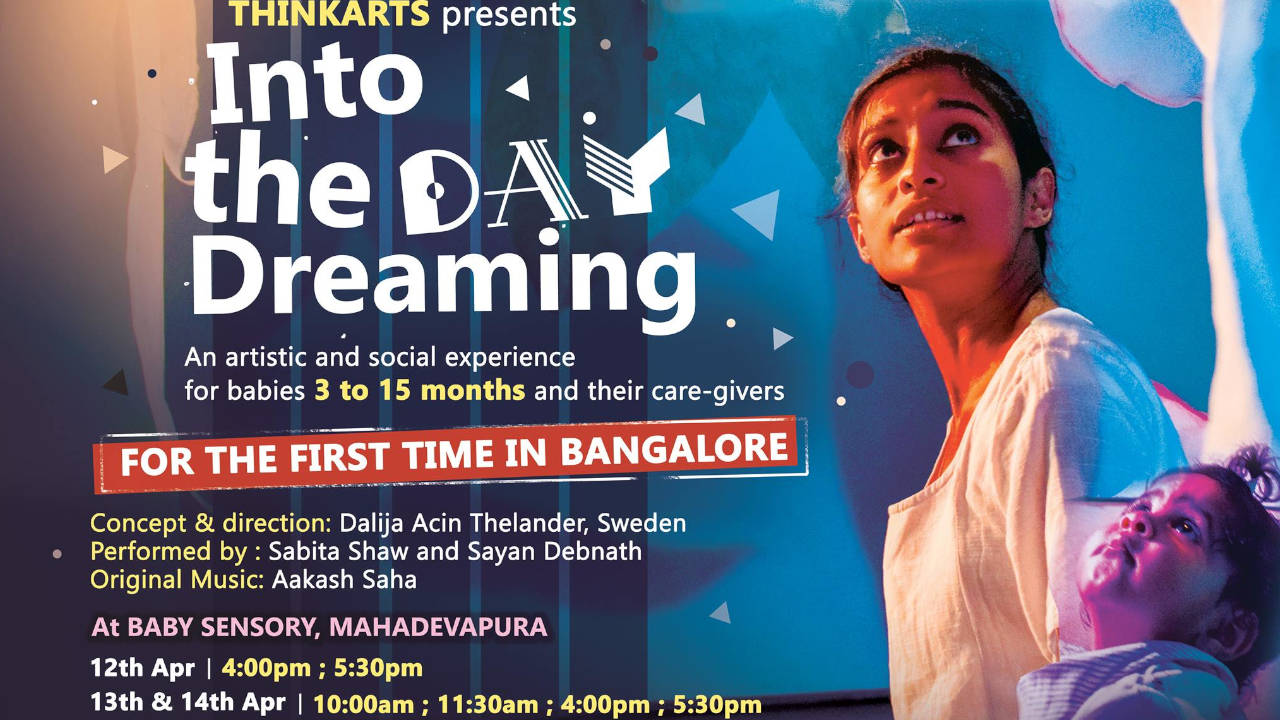 THINKARTS presents
Into
the DAY
Dreaming
An artistic and social experience
for babies 3 to 15 months and their care-givers
FOR THE FIRST TIME IN BANGALORE
Concept & direction: Dalija Acin Thelander, Sweden
Performed by : Sabita Shaw and Sayan Debnath
Original Music: Aakash Saha
At BABY SENSORY, MAHADEVAPURA
12th Apr | 4:00pm ; 5:30pm
13th & 14th Apr | 10:00am ; 11:30am ; 4:00pm ; 5:30pm